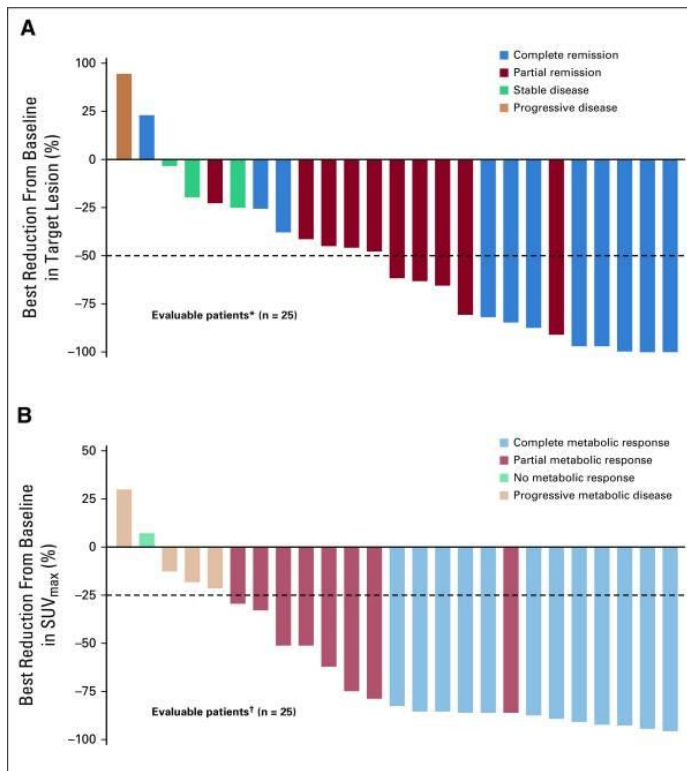 A
Best Reduction From Baseline
in Target Lesion (%)
100
25
0
−25
−50
−75
−100
Complete remission
Partial remission
Stable disease
Progressive disease
Evaluable patients* (n = 25)
B
Best Reduction From Baseline
in SUVmax (%)
50
25
0
−25
−50
−75
−100
Complete metabolic response
Partial metabolic response
No metabolic response
Progressive metabolic disease
Evaluable patients† (n = 25)